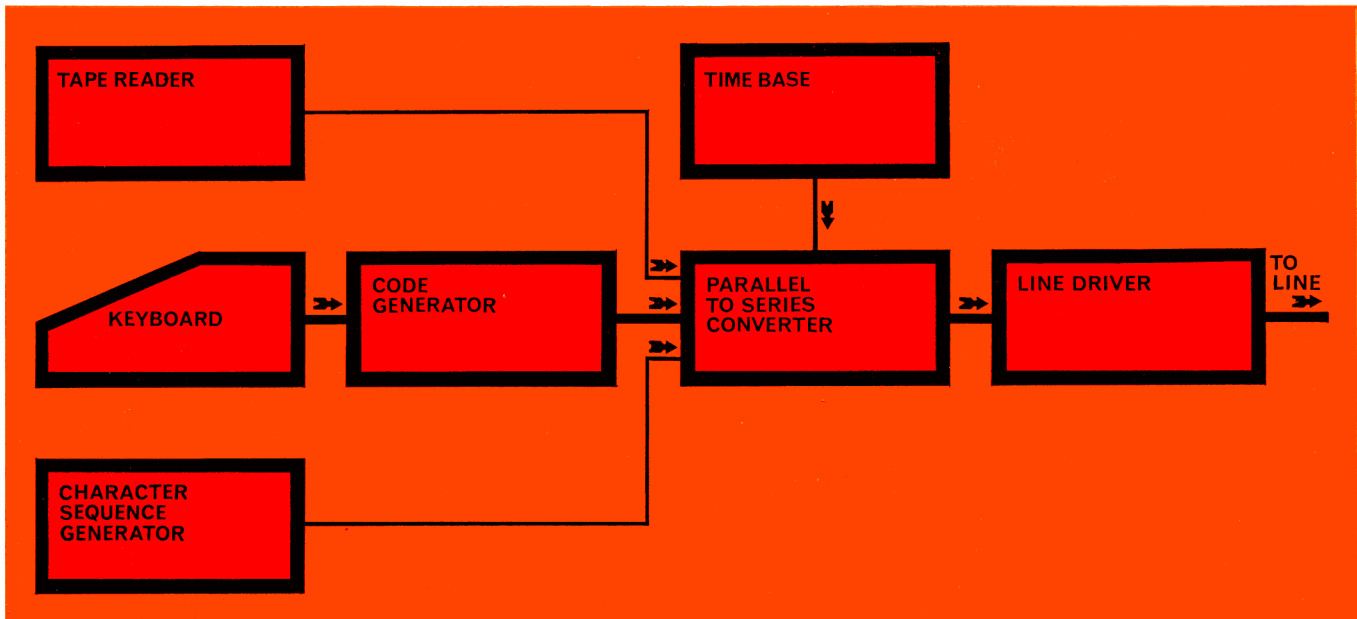 TAPE READER
TIME BASE
KEYBOARD
CODE
GENERATOR
PARALLEL
TO SERIES
CONVERTER
LINE DRIVER
TO
LINE
CHARACTER
SEQUENCE
GENERATOR